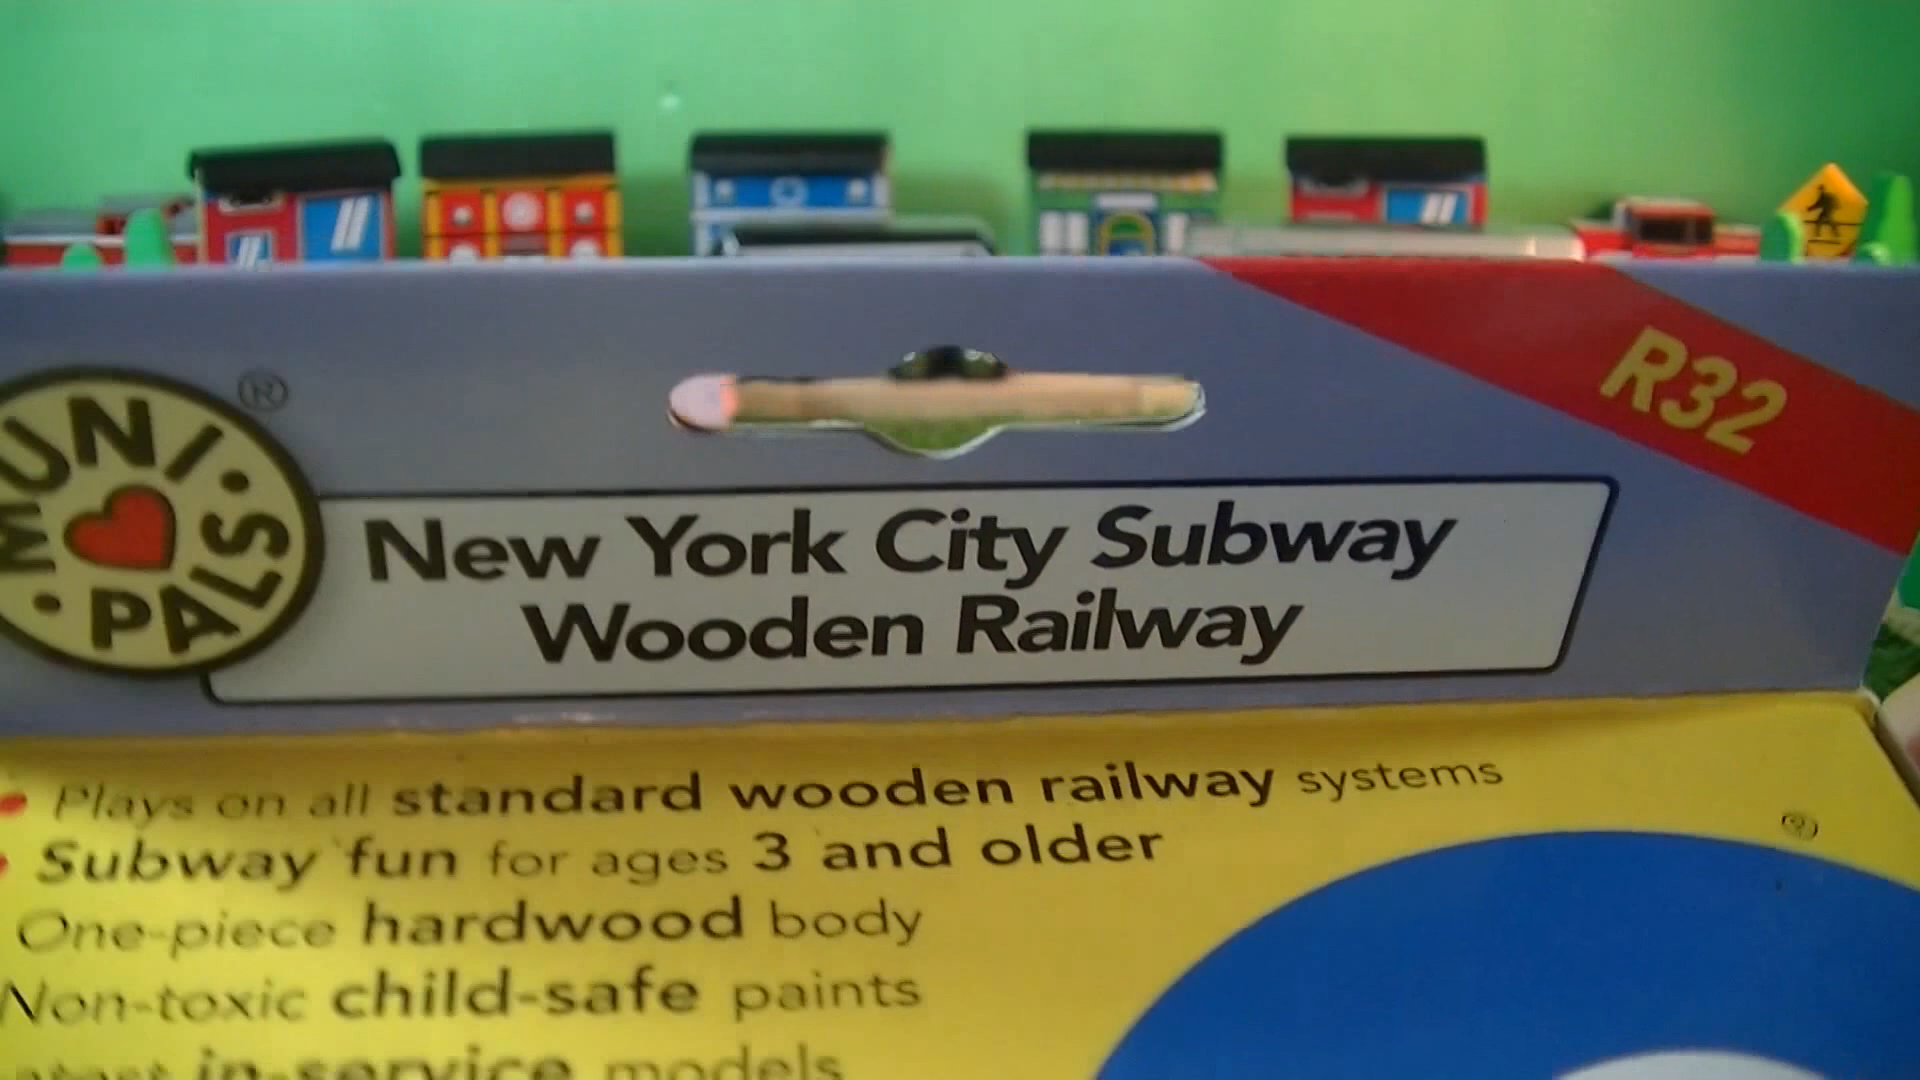 MUNI • PALS •
®
R32
New York City Subway
Wooden Railway
• Plays on all standard wooden railway systems
• Subway fun for ages 3 and older
One-piece hardwood body
Non-toxic child-safe paints
in-service models